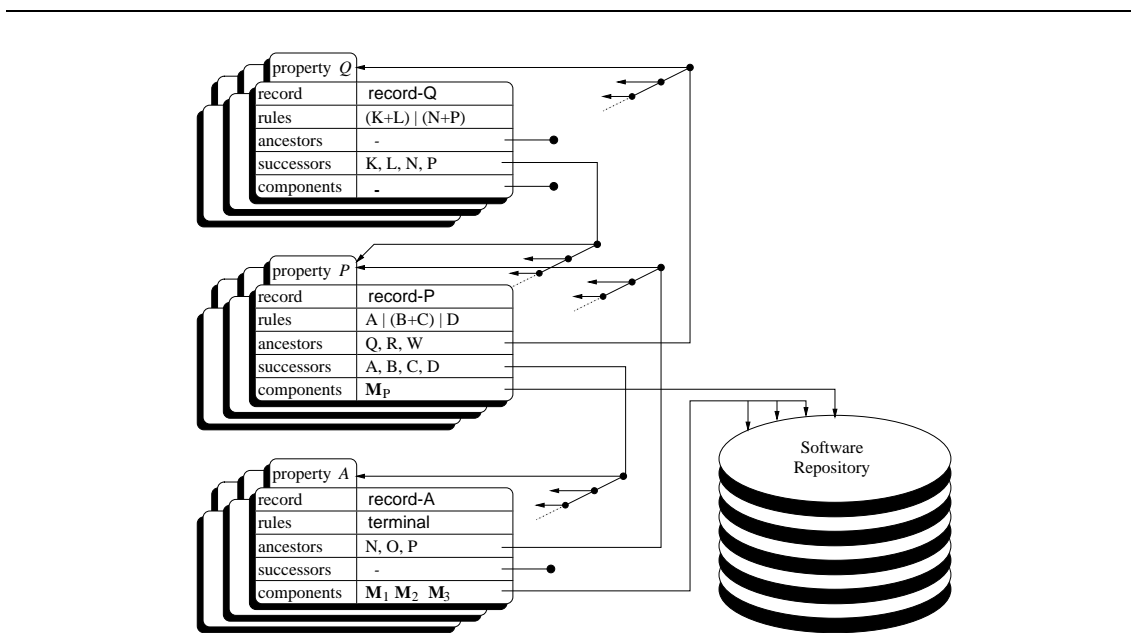 property Q
record record-Q
rules (K+L) | (N+P)
ancestors -
successors K, L, N, P
components -
property P
record record-P
rules A | (B+C) | D
ancestors Q, R, W
successors A, B, C, D
components MP
Software
Repository
property A
record record-A
rules terminal
ancestors N, O, P
successors -
components M1 M2 M3